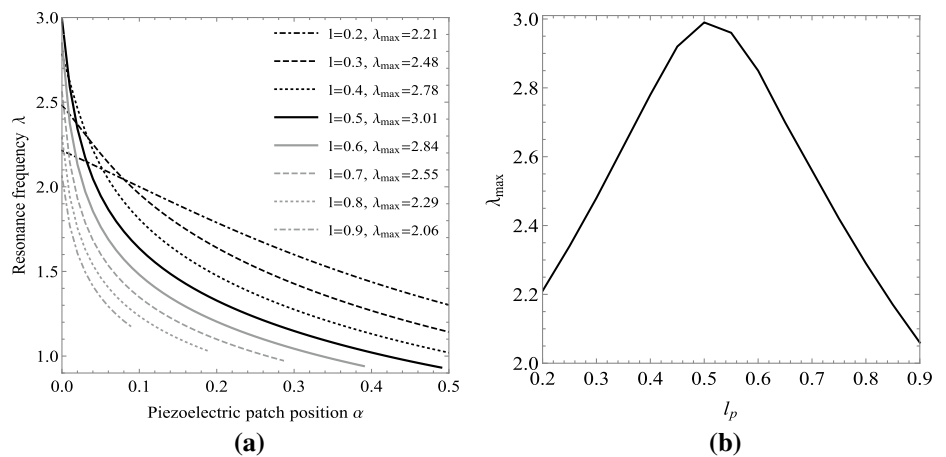 3.0
2.5
2.0
1.5
1.0
Resonance frequency λ
l=0.2, λmax=2.21
l=0.3, λmax=2.48
l=0.4, λmax=2.78
l=0.5, λmax=3.01
l=0.6, λmax=2.84
l=0.7, λmax=2.55
l=0.8, λmax=2.29
l=0.9, λmax=2.06
0.0 0.1 0.2 0.3 0.4 0.5
Piezoelectric patch position α
(a)
3.0
2.8
2.6
2.4
2.2
2.0
λmax
0.2 0.3 0.4 0.5 0.6 0.7 0.8 0.9
lp
(b)